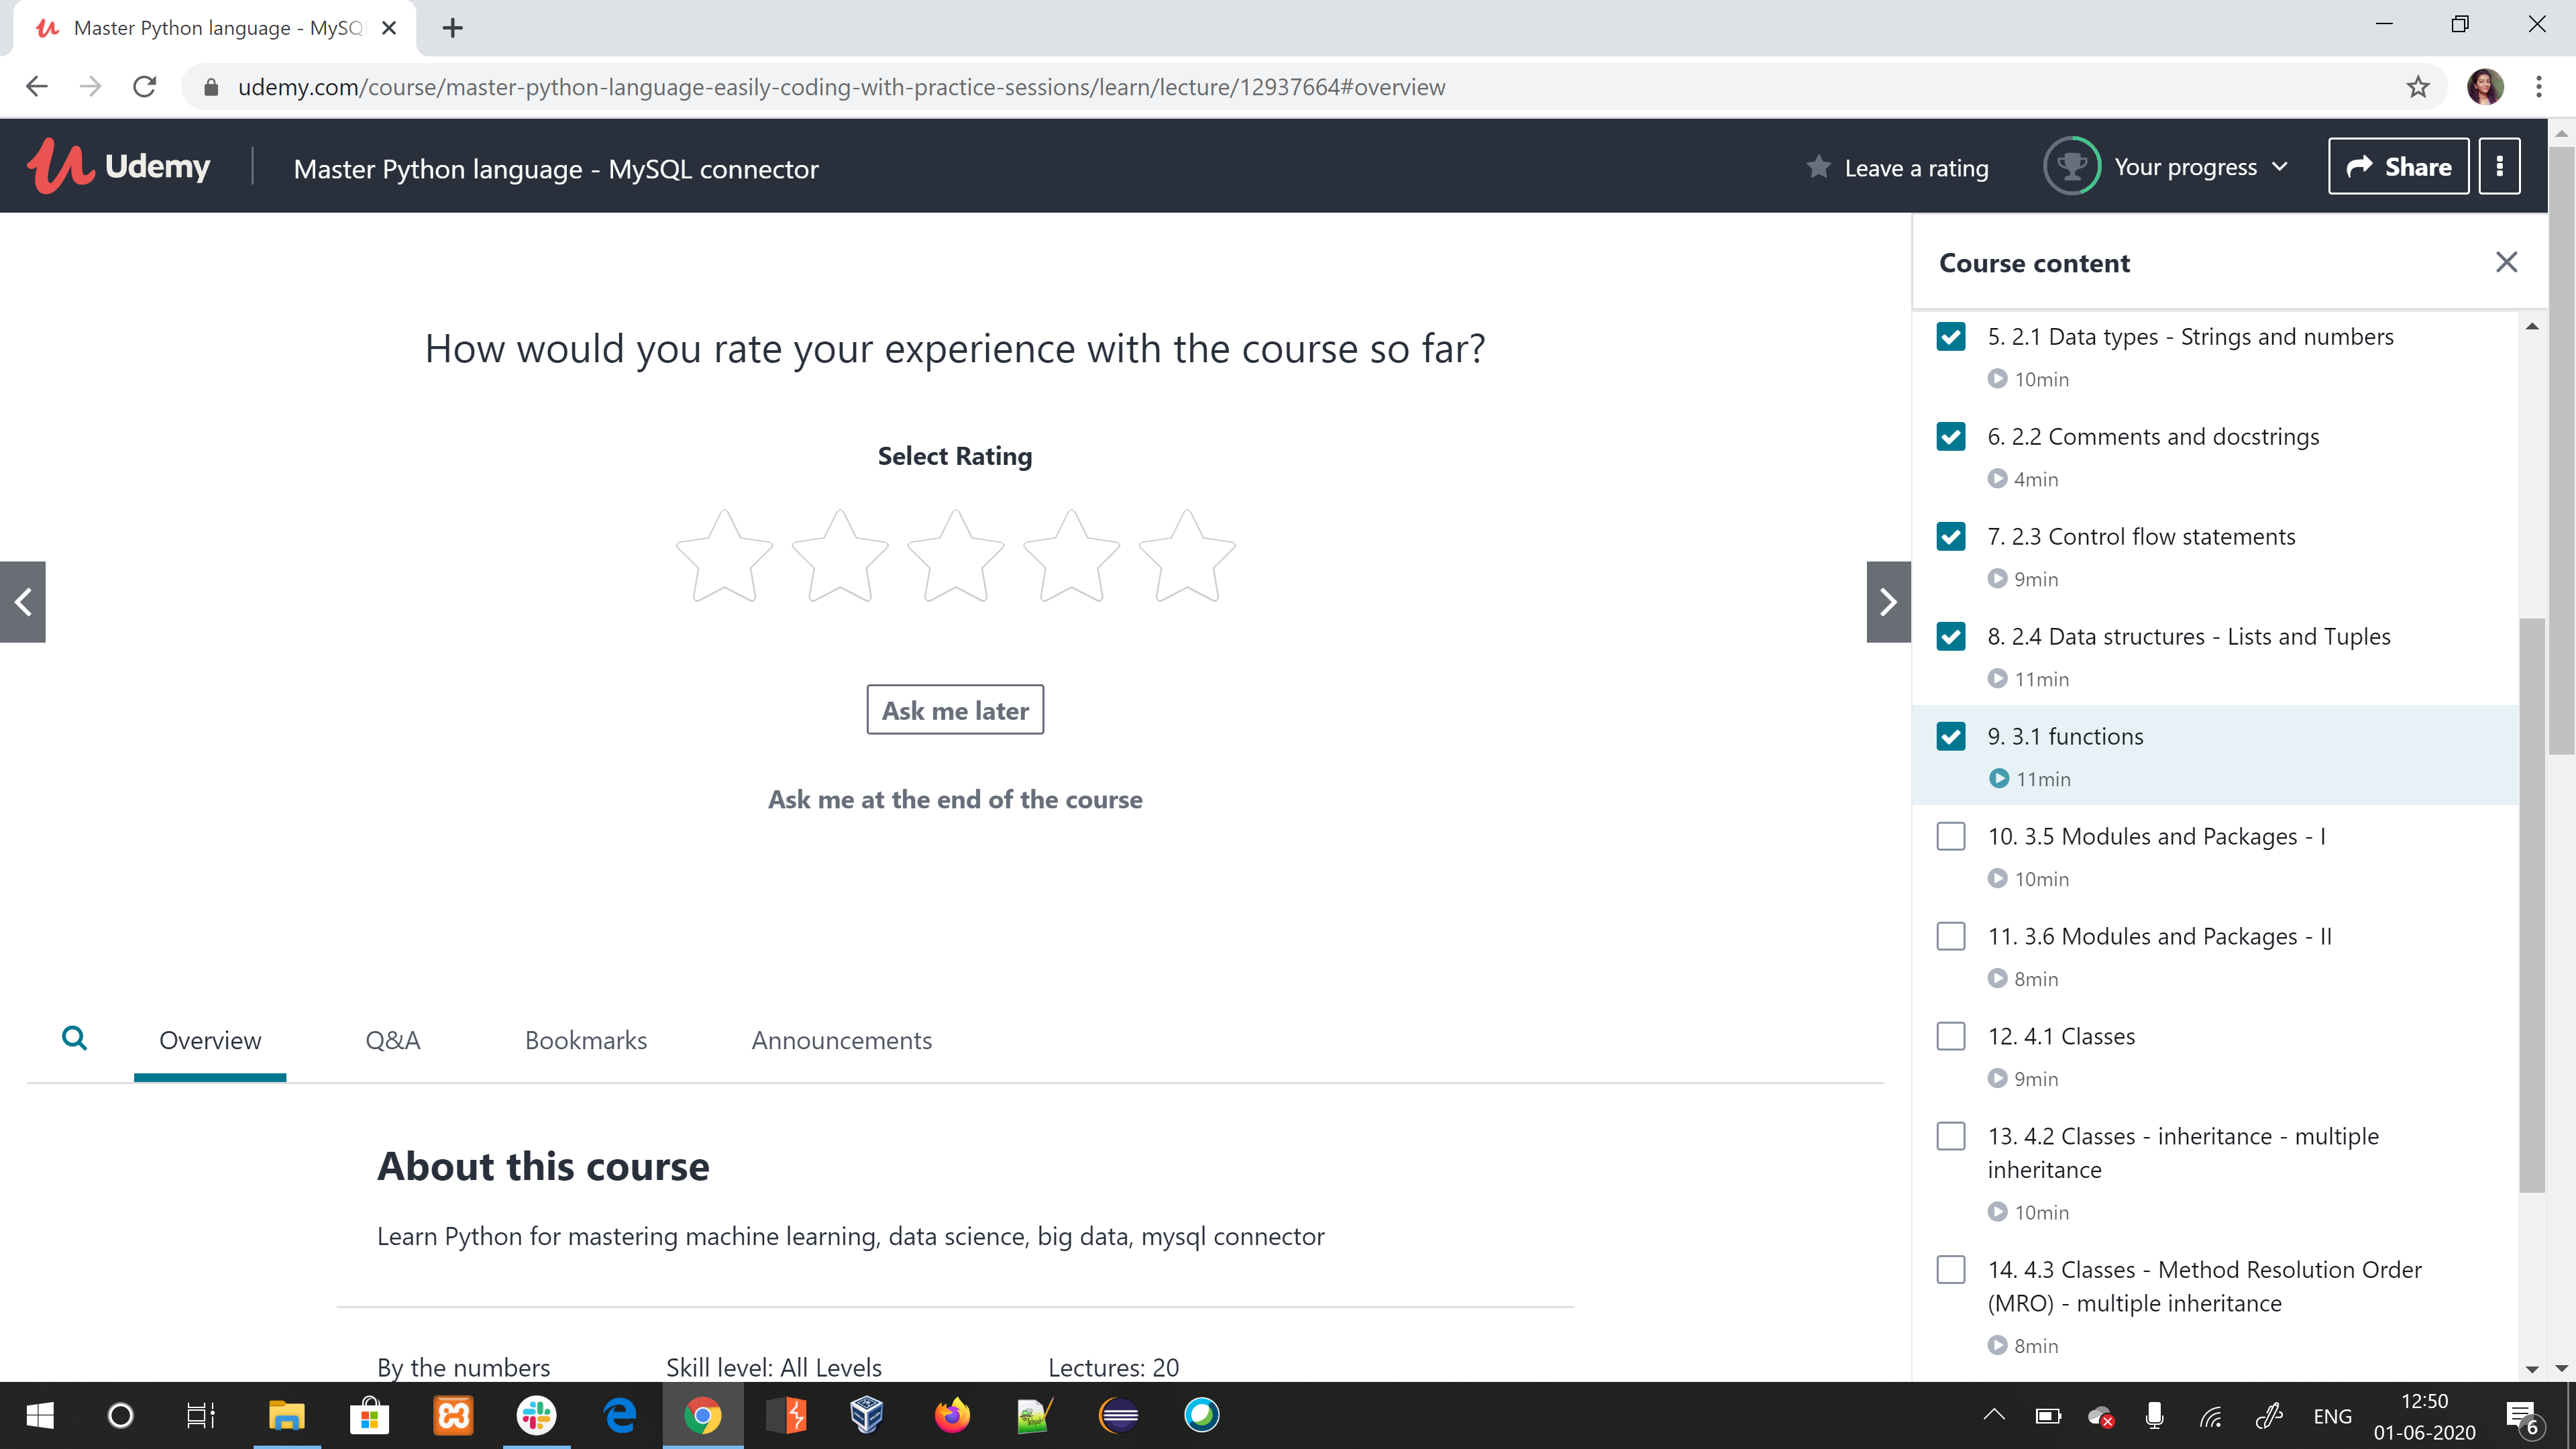 Master Python language - MySQ
udemy.com/course/master-python-language-easily-coding-with-practice-sessions/learn/lecture/12937664#overview
Udemy
Master Python language - MySQL connector
Leave a rating
Your progress
Share
How would you rate your experience with the course so far?
Select Rating
Ask me later
Ask me at the end of the course
Overview
Q&A
Bookmarks
Announcements
About this course
Learn Python for mastering machine learning, data science, big data, mysql connector
By the numbers
Skill level: All Levels
Lectures: 20
Course content
5. 2.1 Data types - Strings and numbers
10min
6. 2.2 Comments and docstrings
4min
7. 2.3 Control flow statements
9min
8. 2.4 Data structures - Lists and Tuples
11min
9. 3.1 functions
11min
10. 3.5 Modules and Packages - I
10min
11. 3.6 Modules and Packages - II
8min
12. 4.1 Classes
9min
13. 4.2 Classes - inheritance - multiple
inheritance
10min
14. 4.3 Classes - Method Resolution Order
(MRO) - multiple inheritance
8min
ENG
12:50
01-06-2020
6